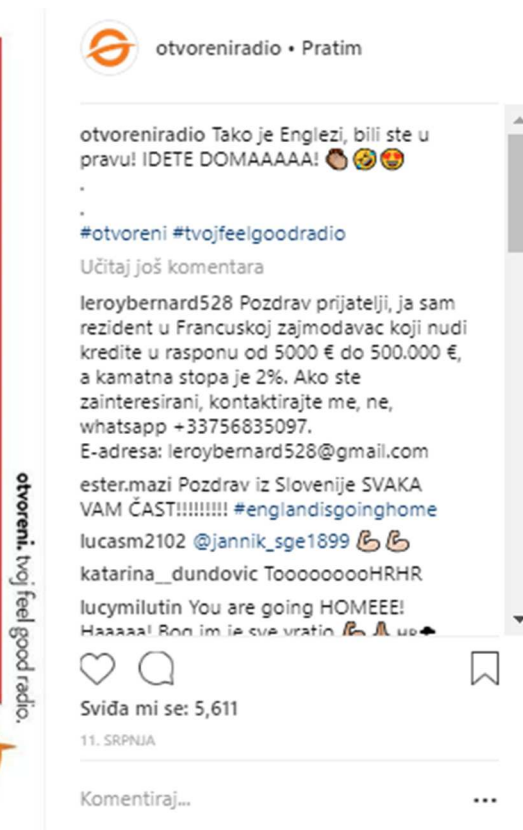 otvoreniradio • Pratim
otvoreniradio Tako je Englezi, bili ste u
pravu! IDETE DOMAAAAA! 👏🏽🤣😍
.
.
#otvoreni #tvojfeelgoodradio
Učitaj još komentara
leroybernard528 Pozdrav prijatelji, ja sam
rezident u Francuskoj zajmodavac koji nudi
kredite u rasponu od 5000 € do 500.000 €,
a kamatna stopa je 2%. Ako ste
zainteresirani, kontaktirajte me, ne,
whatsapp +33756835097.
E-adresa: leroybernard528@gmail.com
ester.mazi Pozdrav iz Slovenije SVAKA
VAM ČAST!!!!!!!!! #englandisgoinghome
lucasm2102 @jannik_sge1899 💪🏻💪🏻
katarina__dundovic TooooooooHRHR
lucymilutin You are going HOMEEE!
Haaaaa! Bog im je sve vratio 💪🏼🙏🏼 HR
Sviđa mi se: 5,611
11. SRPNJA
Komentiraj...
otvoreni. tvoj feel good radio.